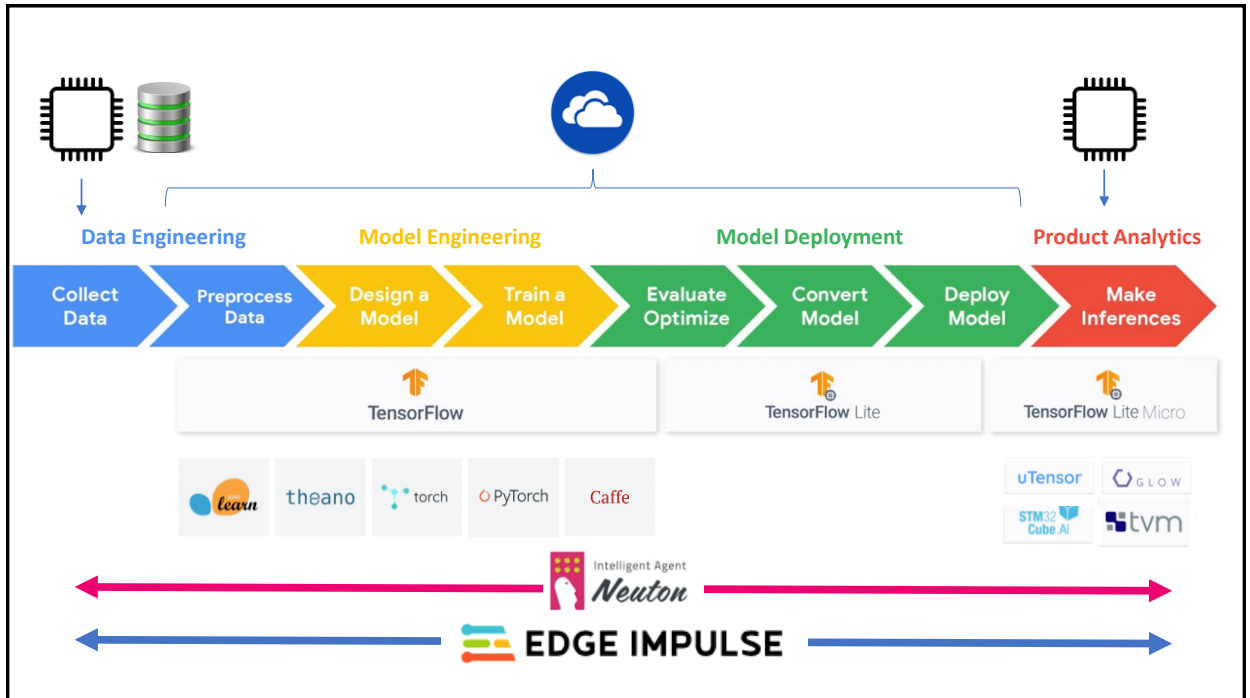 Data Engineering
Model Engineering
Model Deployment
Product Analytics
Collect
Data
Preprocess
Data
Design a
Model
Train a
Model
Evaluate
Optimize
Convert
Model
Deploy
Model
Make
Inferences
TensorFlow
TensorFlow Lite
TensorFlow Lite Micro
learn
theano
torch
PyTorch
Caffe
uTensor
GLOW
STM32
Cube.AI
tvm
Intelligent Agent
Neuton
EDGE IMPULSE